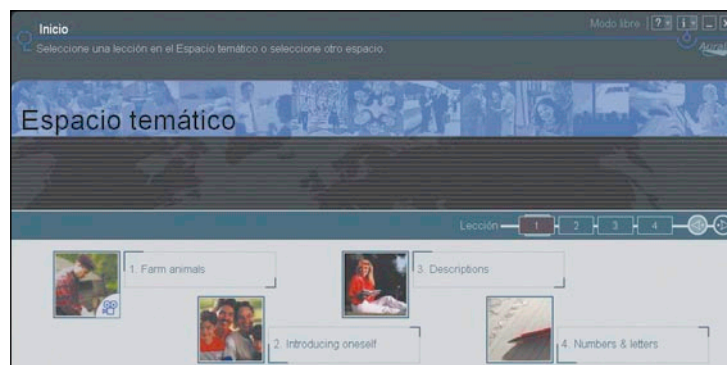 Inicio
Modo libre
? i
Seleccione una lección en el Espacio temático o seleccione otro espacio.
Espacio temático
Lección 1 2 3 4
1. Farm animals
3. Descriptions
2. Introducing oneself
4. Numbers & letters